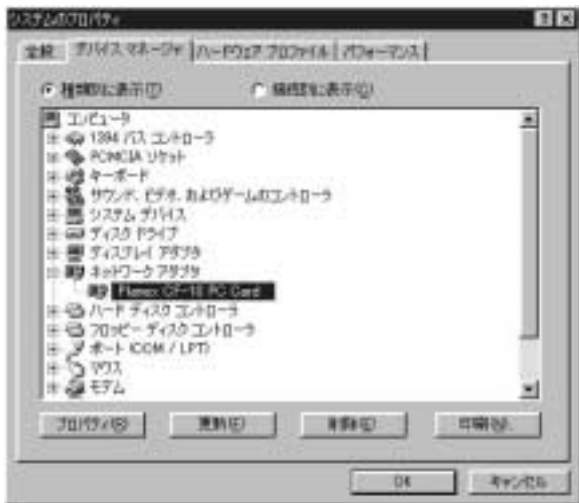 システムのプロパティ
全般 デバイス マネージャ ハードウェア プロファイル パフォーマンス
種類別に表示(T) 接続別に表示(C)
コンピュータ
1394 バス コントローラ
PCMCIA ソケット
キーボード
サウンド、ビデオ、およびゲームのコントローラ
システム デバイス
ディスク ドライブ
ディスプレイ アダプタ
ネットワーク アダプタ
Planex CF-10 PC Card
ハード ディスク コントローラ
フロッピー ディスク コントローラ
ポート (COM / LPT)
マウス
モデム
プロパティ(R) 更新(F) 削除(E) 印刷(N)...
OK キャンセル